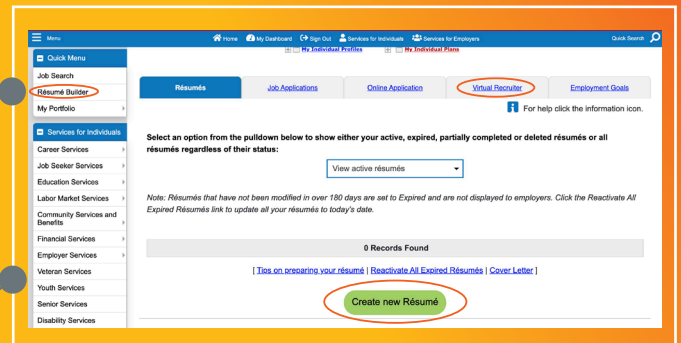 Menu
Home My Dashboard Sign Out Services for Individuals Services for Employers
Quick Search
My Individual Profiles My Individual Plans
Quick Menu
Job Search
Résumé Builder
My Portfolio
Services for Individuals
Career Services
Job Seeker Services
Education Services
Labor Market Services
Community Services and
Benefits
Financial Services
Employer Services
Veteran Services
Youth Services
Senior Services
Disability Services
Résumés Job Applications Online Application Virtual Recruiter Employment Goals
i For help click the information icon.
Select an option from the pulldown below to show either your active, expired, partially completed or deleted résumés or all
résumés regardless of their status:
View active résumés
Note: Résumés that have not been modified in over 180 days are set to Expired and are not displayed to employers. Click the Reactivate All
Expired Résumés link to update all your résumés to today's date.
0 Records Found
[ Tips on preparing your résumé | Reactivate All Expired Résumés | Cover Letter ]
Create new Résumé